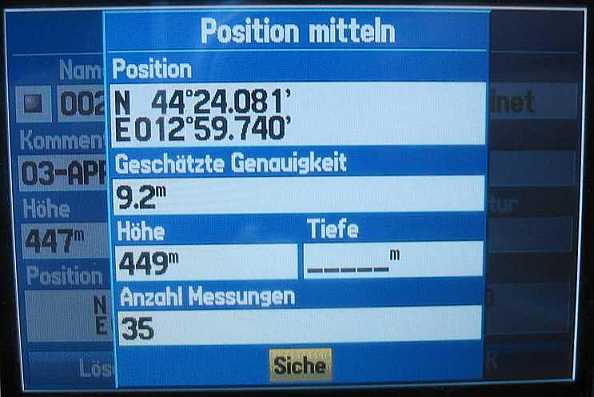 Position mitteln
Nam
Position
002
N 44°24.081'
inet
E012°59.740'
Kommen
Geschätzte Genauigkeit
03-APR
9.2m
Höhe
Höhe
Tiefe
tur
447m
449m
_____m
Position
Anzahl Messungen
N
E
35
Lös
Siche
K